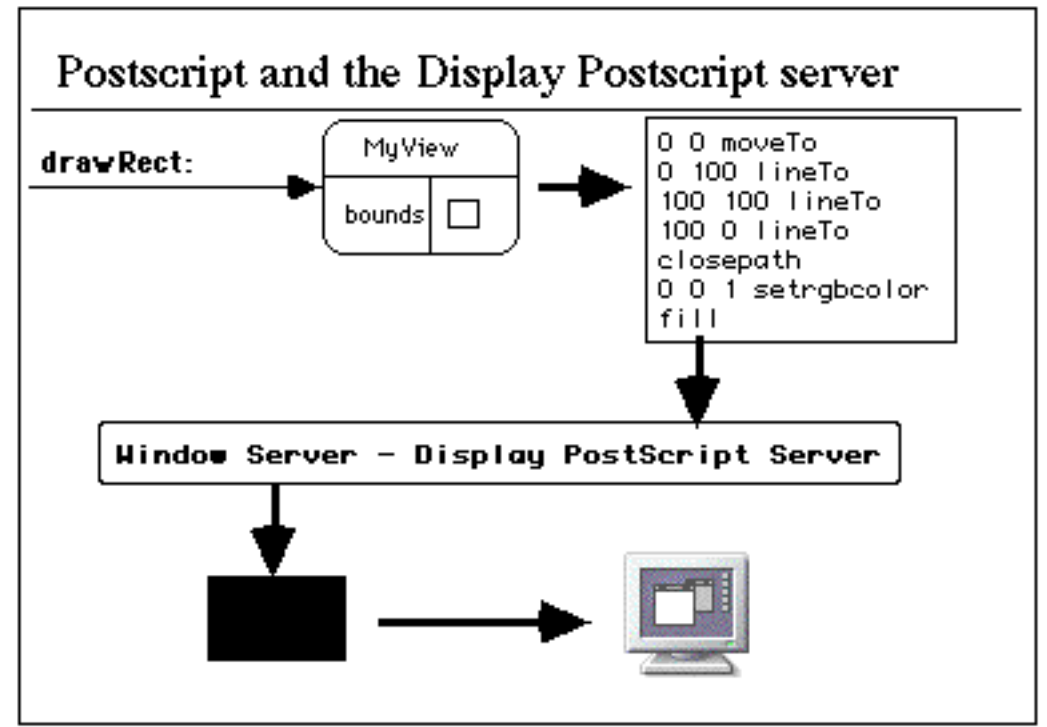 Postscript and the Display Postscript server
drawRect:
MyView
bounds
0 0 moveTo
0 100 lineTo
100 100 lineTo
100 0 lineTo
closepath
0 0 1 setrgbcolor
fill
Window Server - Display PostScript Server